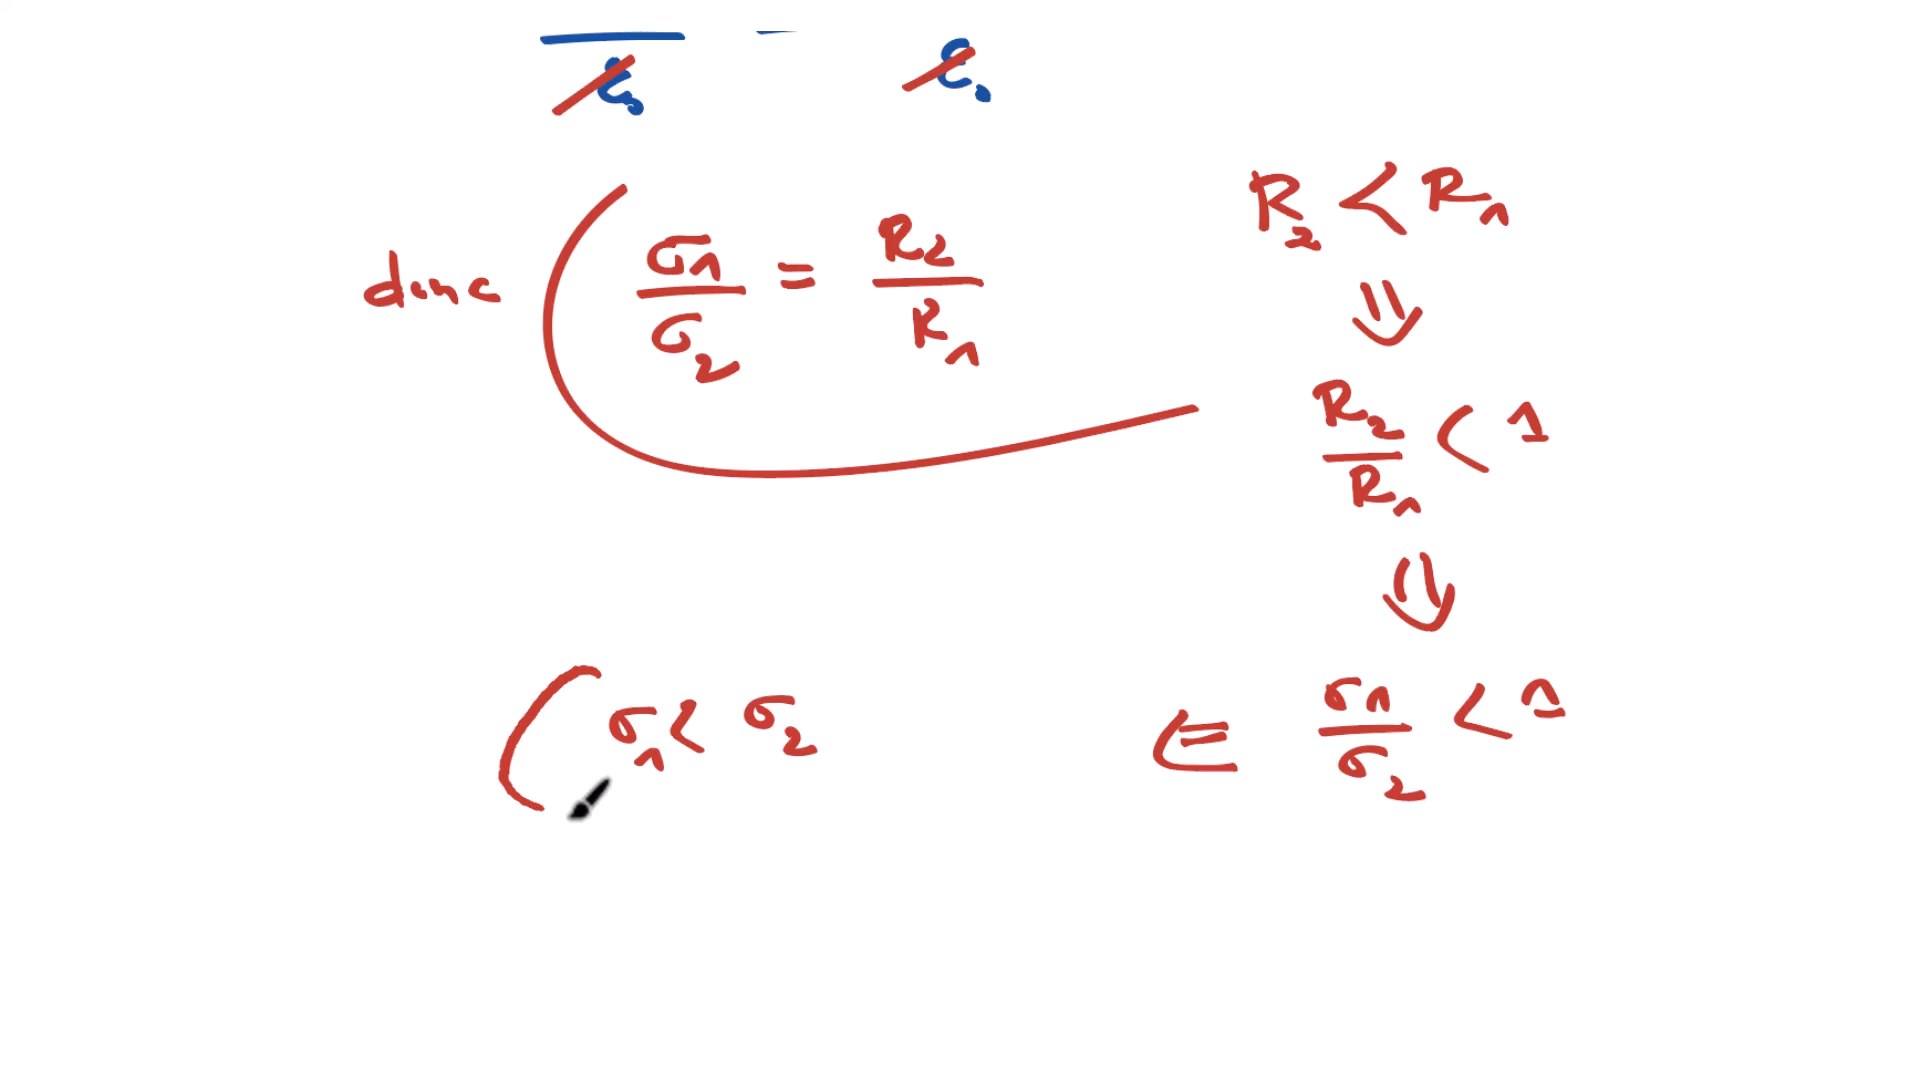 ε₀ ε₀
donc σ₁/σ₂ = R₂/R₁
R₂ < R₁
⇓
R₂/R₁ < 1
⇓
σ₁ < σ₂ ⇐ σ₁/σ₂ < 1